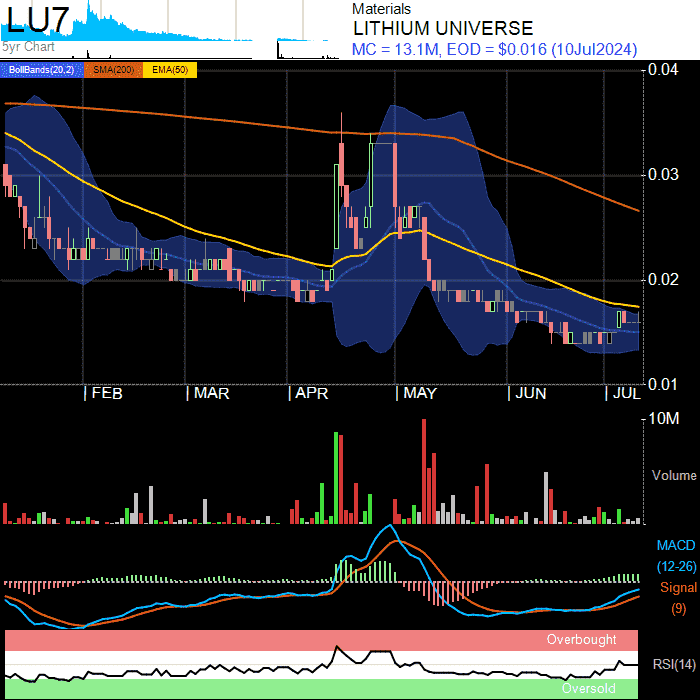 LU7
5yr Chart
Materials
LITHIUM UNIVERSE
MC = 13.1M, EOD = $0.016 (10Jul2024)
BollBands(20,2) SMA(200) EMA(50)
0.04
0.03
0.02
0.01
FEB MAR APR MAY JUN JUL
10M
Volume
MACD
(12-26)
Signal
(9)
Overbought
RSI(14)
Oversold